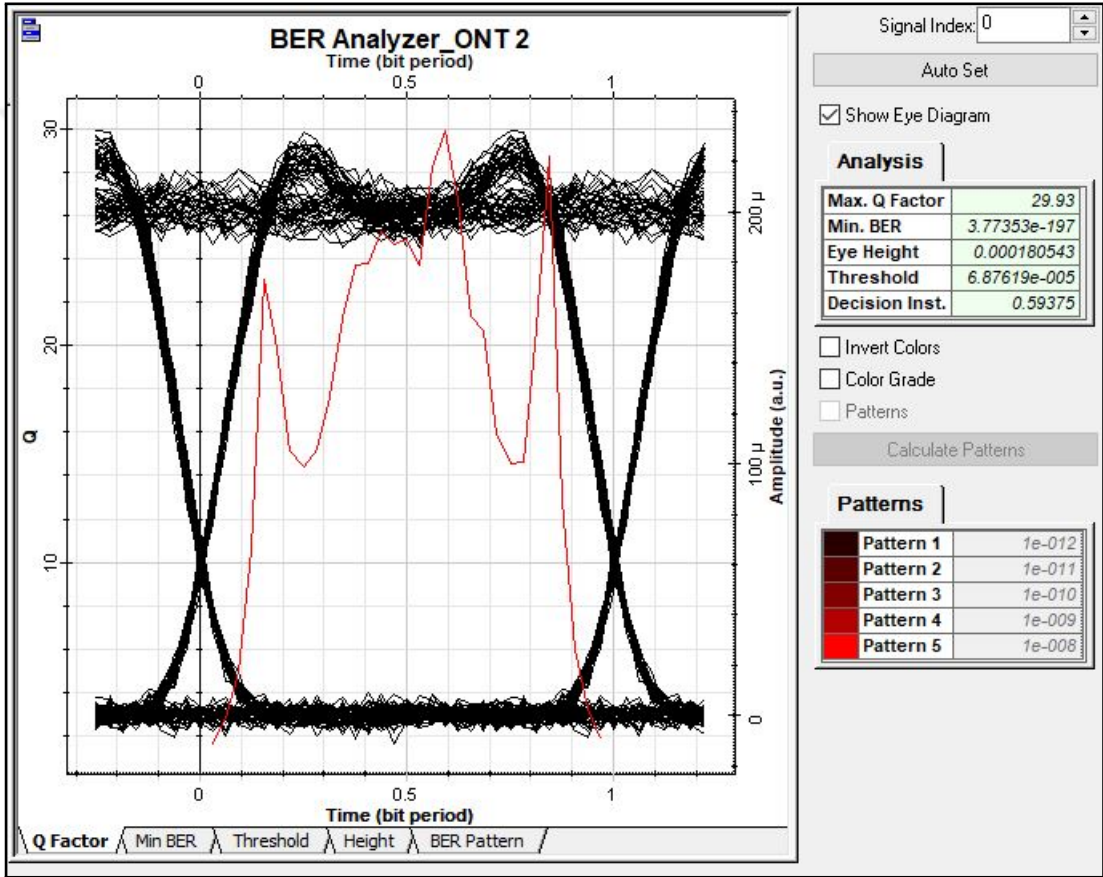 BER Analyzer_ONT 2
Time (bit period)
0 0.5 1
30
20
10
Q
200 µ
100 µ
0
Amplitude (a.u.)
0 0.5 1
Time (bit period)
Q Factor Min BER Threshold Height BER Pattern
Signal Index: 0
Auto Set
Show Eye Diagram
Analysis
Max. Q Factor 29.93
Min. BER 3.77353e-197
Eye Height 0.000180543
Threshold 6.87619e-005
Decision Inst. 0.59375
Invert Colors
Color Grade
Patterns
Calculate Patterns
Patterns
Pattern 1 1e-012
Pattern 2 1e-011
Pattern 3 1e-010
Pattern 4 1e-009
Pattern 5 1e-008